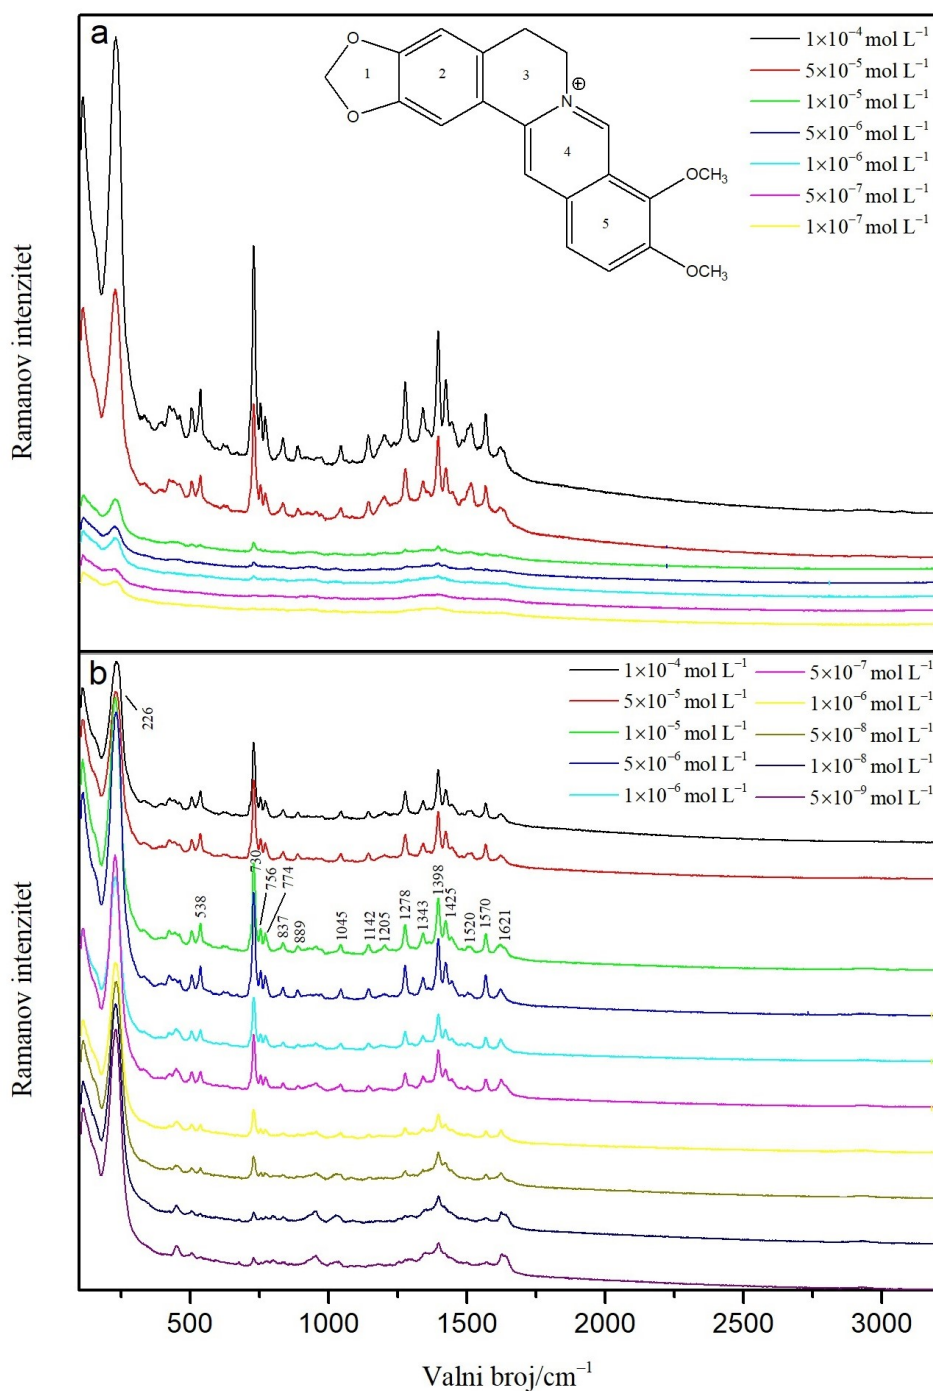 a
O
O
1
2
3
⊕
N
4
5
OCH₃
OCH₃
1×10⁻⁴ mol L⁻¹
5×10⁻⁵ mol L⁻¹
1×10⁻⁵ mol L⁻¹
5×10⁻⁶ mol L⁻¹
1×10⁻⁶ mol L⁻¹
5×10⁻⁷ mol L⁻¹
1×10⁻⁷ mol L⁻¹
Ramanov intenzitet
b
1×10⁻⁴ mol L⁻¹
5×10⁻⁵ mol L⁻¹
1×10⁻⁵ mol L⁻¹
5×10⁻⁶ mol L⁻¹
1×10⁻⁶ mol L⁻¹
5×10⁻⁷ mol L⁻¹
1×10⁻⁶ mol L⁻¹
5×10⁻⁸ mol L⁻¹
1×10⁻⁸ mol L⁻¹
5×10⁻⁹ mol L⁻¹
226
538
730
756
774
837
889
1045
1142
1205
1278
1343
1398
1425
1520
1570
1621
Ramanov intenzitet
500 1000 1500 2000 2500 3000
Valni broj/cm⁻¹